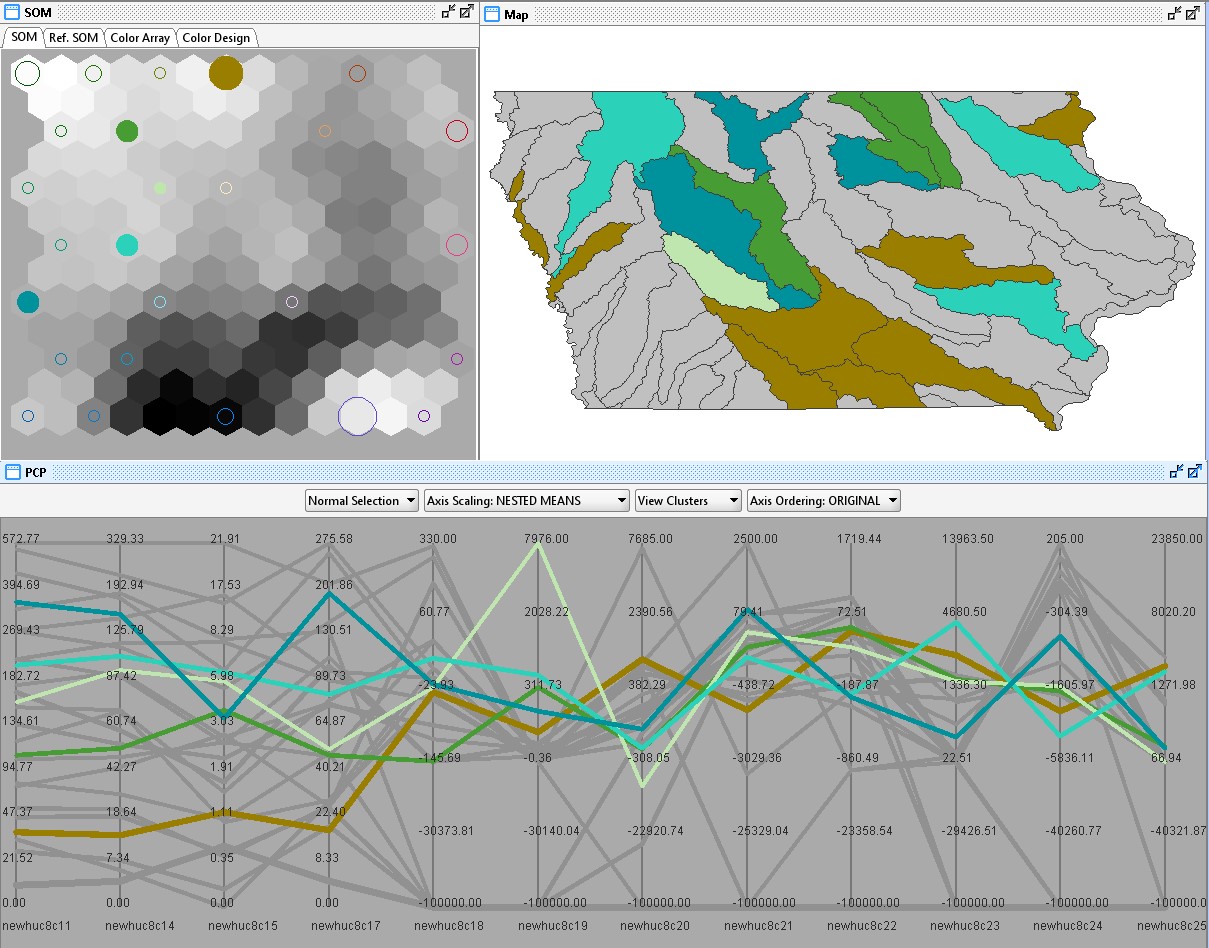 SOM
Map
SOM Ref. SOM Color Array Color Design
PCP
Normal Selection Axis Scaling: NESTED MEANS View Clusters Axis Ordering: ORIGINAL
572.77 329.33 21.91 275.58 330.00 7976.00 7685.00 2500.00 1719.44 13963.50 205.00 23850.00
394.69 192.94 17.53 201.86
60.77 2028.22 2390.56 79.41 72.51 4680.50 -304.39 8020.20
269.43 125.79 8.29 130.51
182.72 87.42 5.98 89.73
-23.93 311.73 382.29 -438.72 -187.87 1336.30 -1605.97 1271.98
134.61 60.74 3.03 64.87
-145.69 -0.36 -308.05 -3029.36 -860.49 22.51 -5836.11 66.94
94.77 42.27 1.91 40.21
47.37 18.64 1.11 22.40
-30373.81 -30140.04 -22920.74 -25329.04 -23358.54 -29426.51 -40260.77 -40321.87
21.52 7.34 0.35 8.33
0.00 0.00 0.00 0.00 -100000.00 -100000.00 -100000.00 -100000.00 -100000.00 -100000.00 -100000.00 -100000.0
newhuc8c11 newhuc8c14 newhuc8c15 newhuc8c17 newhuc8c18 newhuc8c19 newhuc8c20 newhuc8c21 newhuc8c22 newhuc8c23 newhuc8c24 newhuc8c25